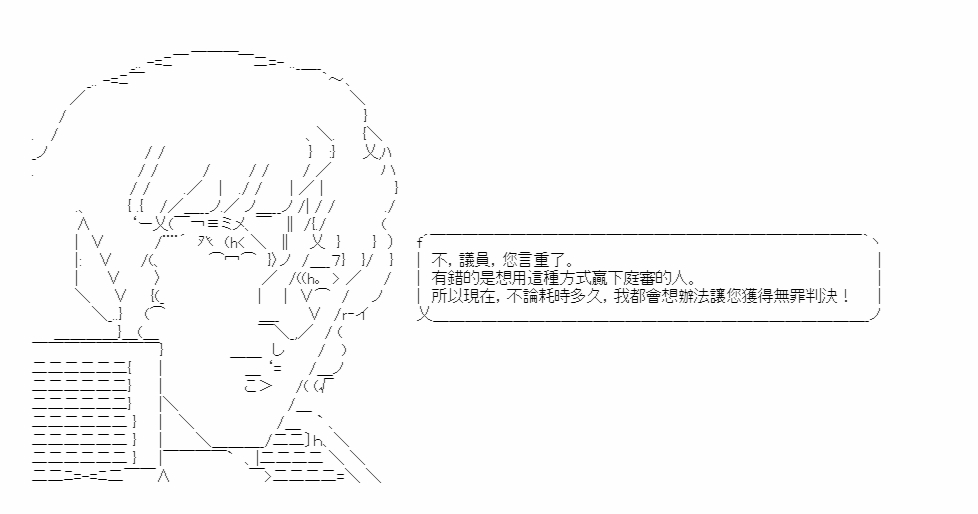 不，議員，您言重了。
有錯的是想用這種方式贏下庭審的人。
所以現在，不論耗時多久，我都會想辦法讓您獲得無罪判決！